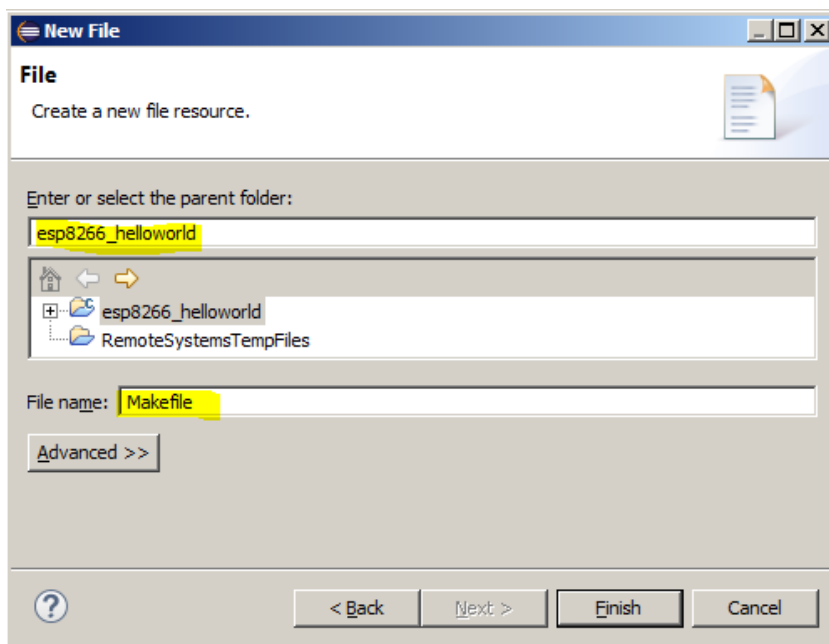 New File
File
Create a new file resource.
Enter or select the parent folder:
esp8266_helloworld
esp8266_helloworld
RemoteSystemsTempFiles
File name: Makefile
Advanced >>
< Back Next > Finish Cancel